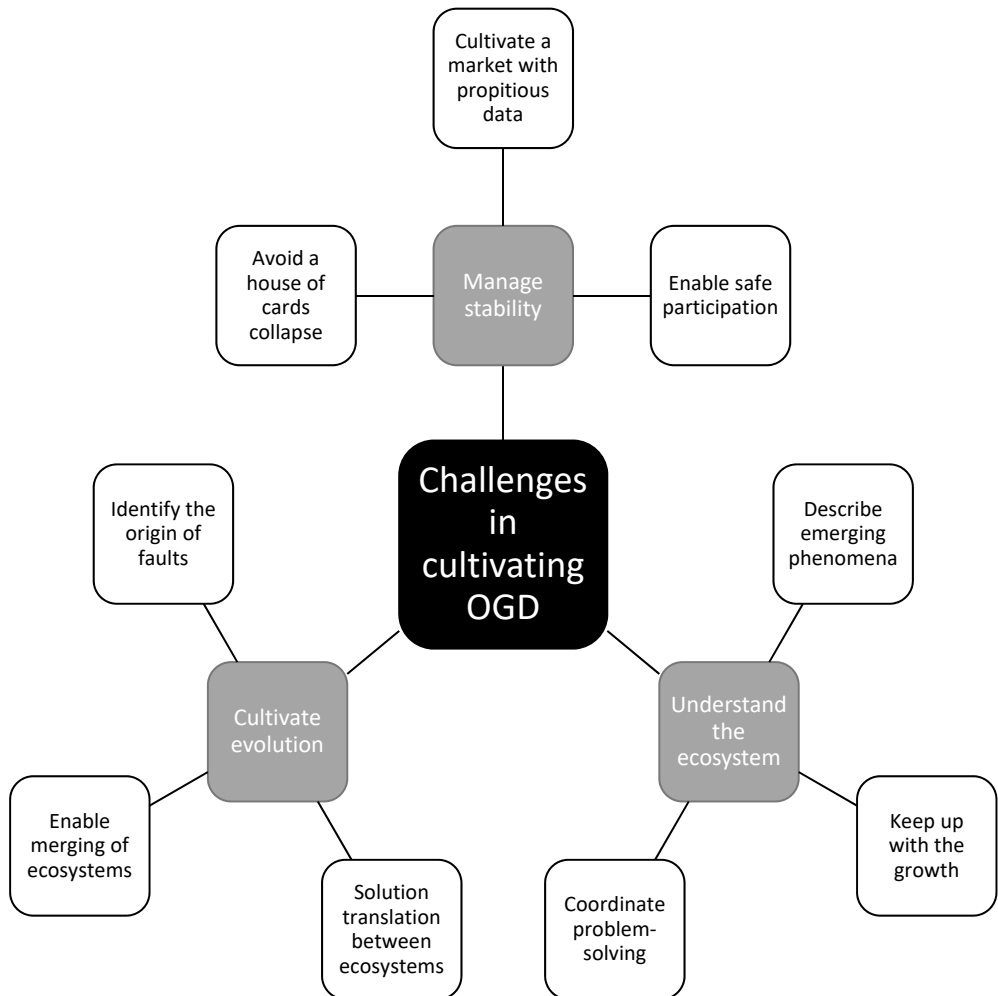 Cultivate a
market with
propitious
data
Avoid a
house of
cards
collapse
Manage
stability
Enable safe
participation
Challenges
in
cultivating
OGD
Identify the
origin of
faults
Describe
emerging
phenomena
Cultivate
evolution
Understand
the
ecosystem
Enable
merging of
ecosystems
Keep up
with the
growth
Solution
translation
between
ecosystems
Coordinate
problem-
solving